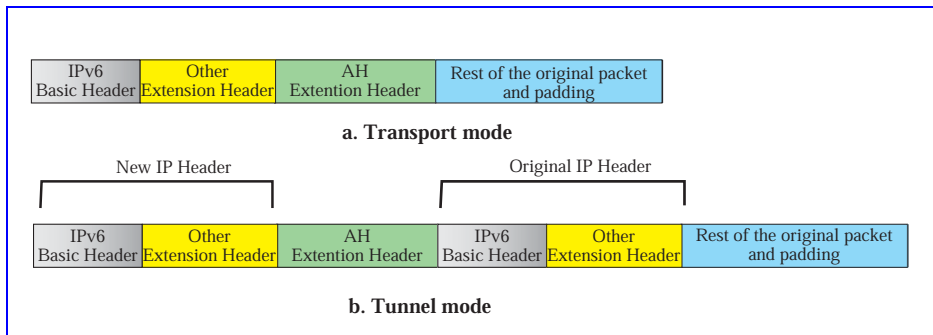 IPv6
Basic Header
Other
Extension Header
AH
Extention Header
Rest of the original packet
and padding
a. Transport mode
New IP Header
Original IP Header
IPv6
Basic Header
Other
Extension Header
AH
Extention Header
IPv6
Basic Header
Other
Extension Header
Rest of the original packet
and padding
b. Tunnel mode